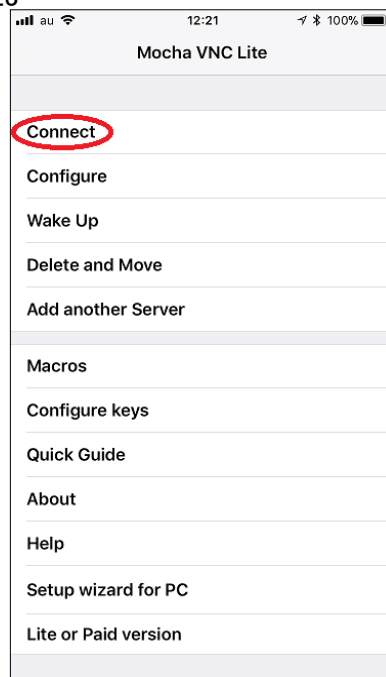 au 12:21 100%
Mocha VNC Lite
Connect
Configure
Wake Up
Delete and Move
Add another Server
Macros
Configure keys
Quick Guide
About
Help
Setup wizard for PC
Lite or Paid version